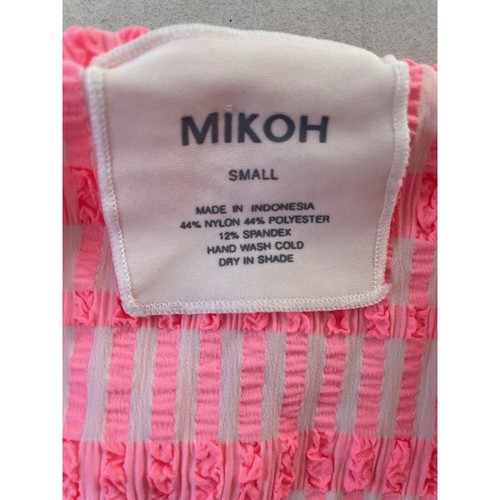 MIKOH
SMALL
MADE IN INDONESIA
44% NYLON 44% POLYESTER
12% SPANDEX
HAND WASH COLD
DRY IN SHADE